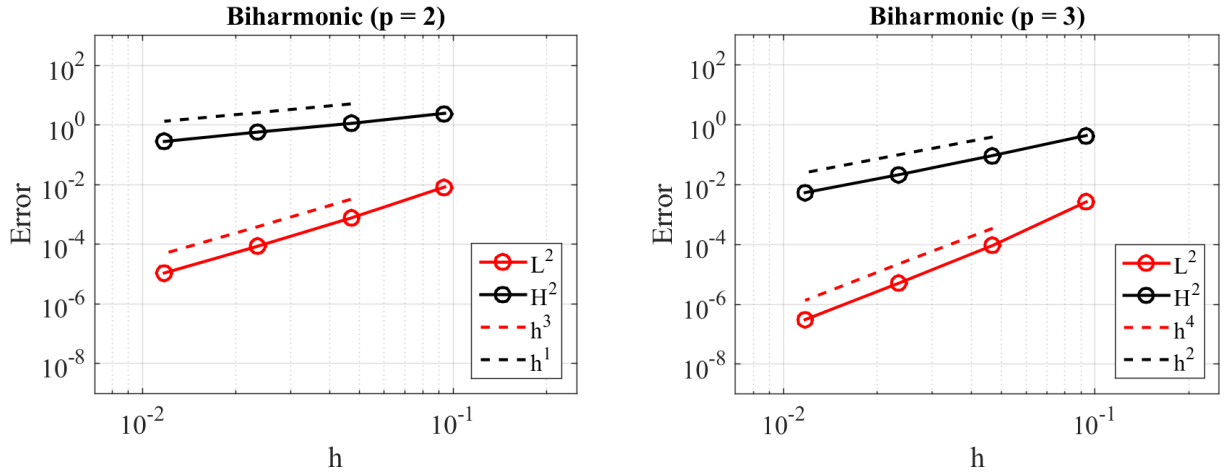 Biharmonic (p = 2)
Error
10^2
10^0
10^-2
10^-4
10^-6
10^-8
L^2
H^2
h^3
h^1
10^-2
10^-1
h
Biharmonic (p = 3)
Error
10^2
10^0
10^-2
10^-4
10^-6
10^-8
L^2
H^2
h^4
h^2
10^-2
10^-1
h